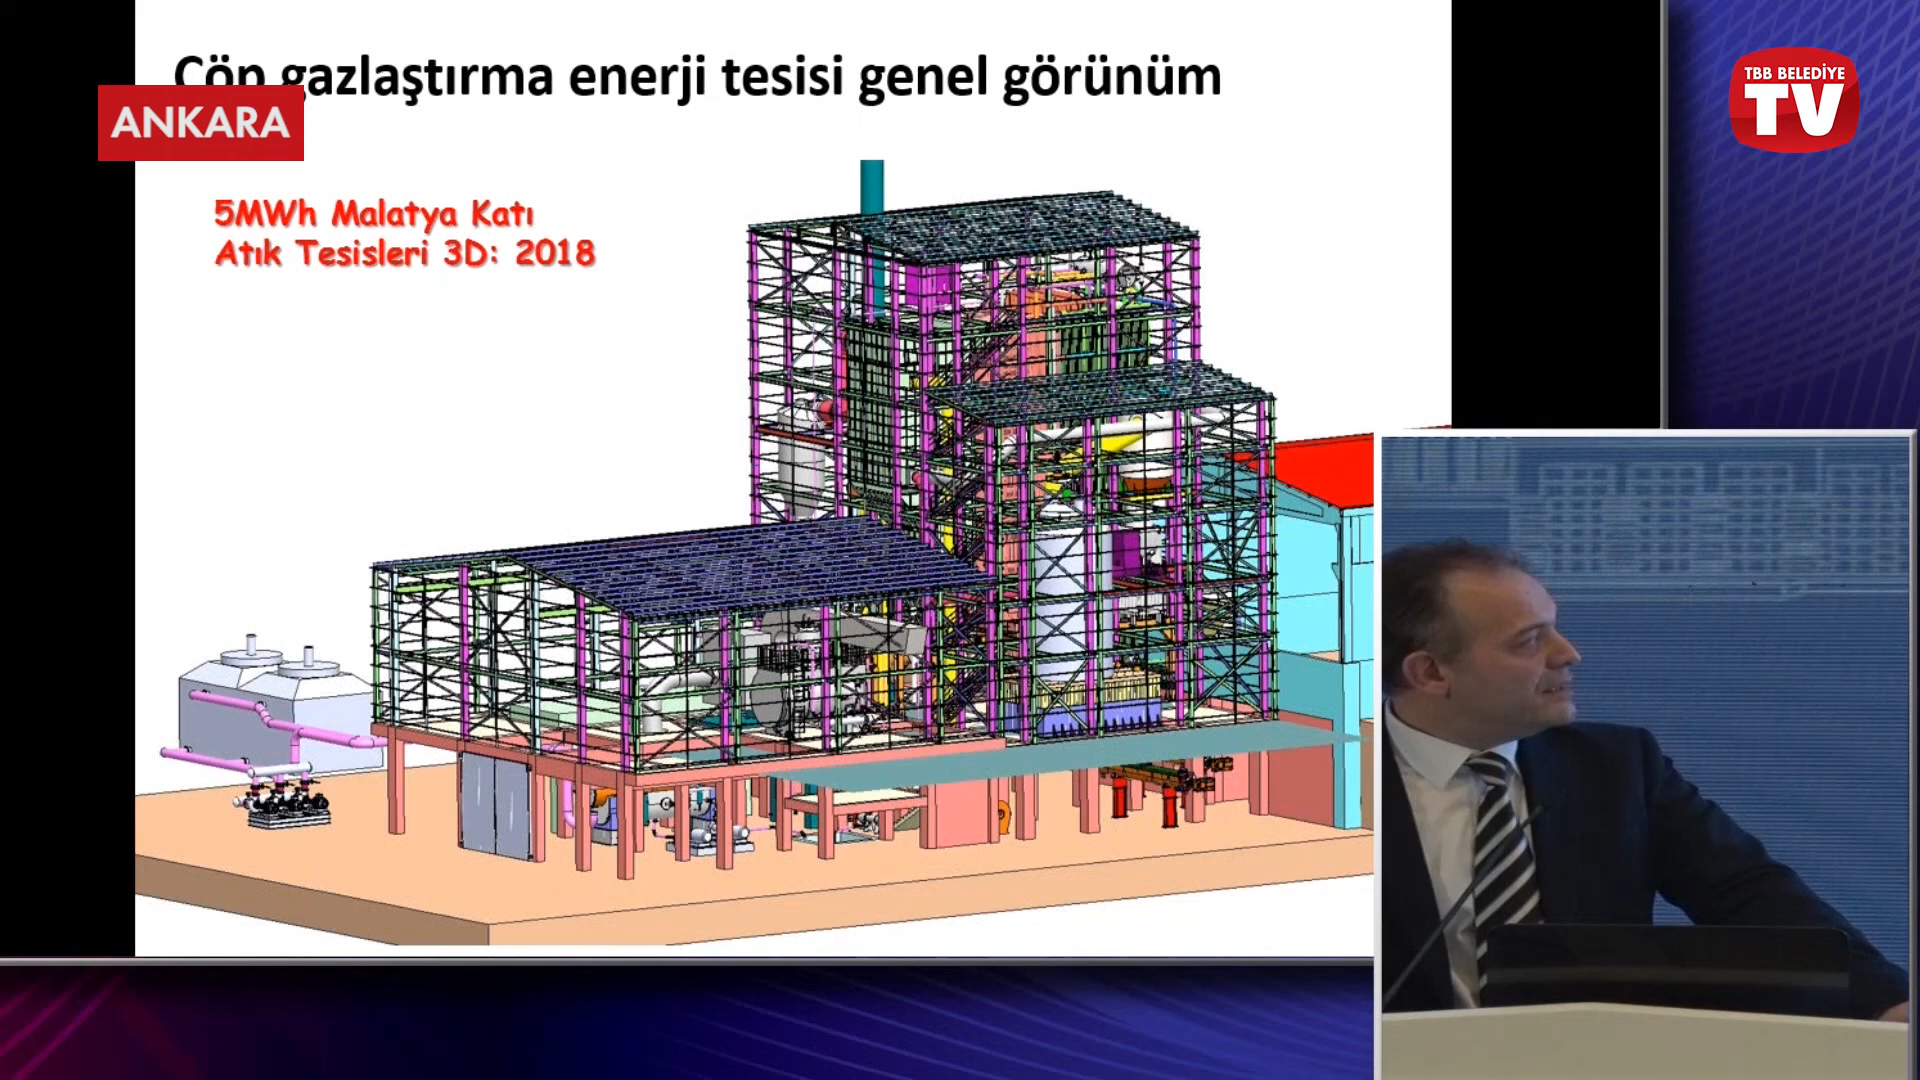 Çöp gazlaştırma enerji tesisi genel görünüm
ANKARA
TBB BELEDİYE
TV
5MWh Malatya Katı
Atık Tesisleri 3D: 2018